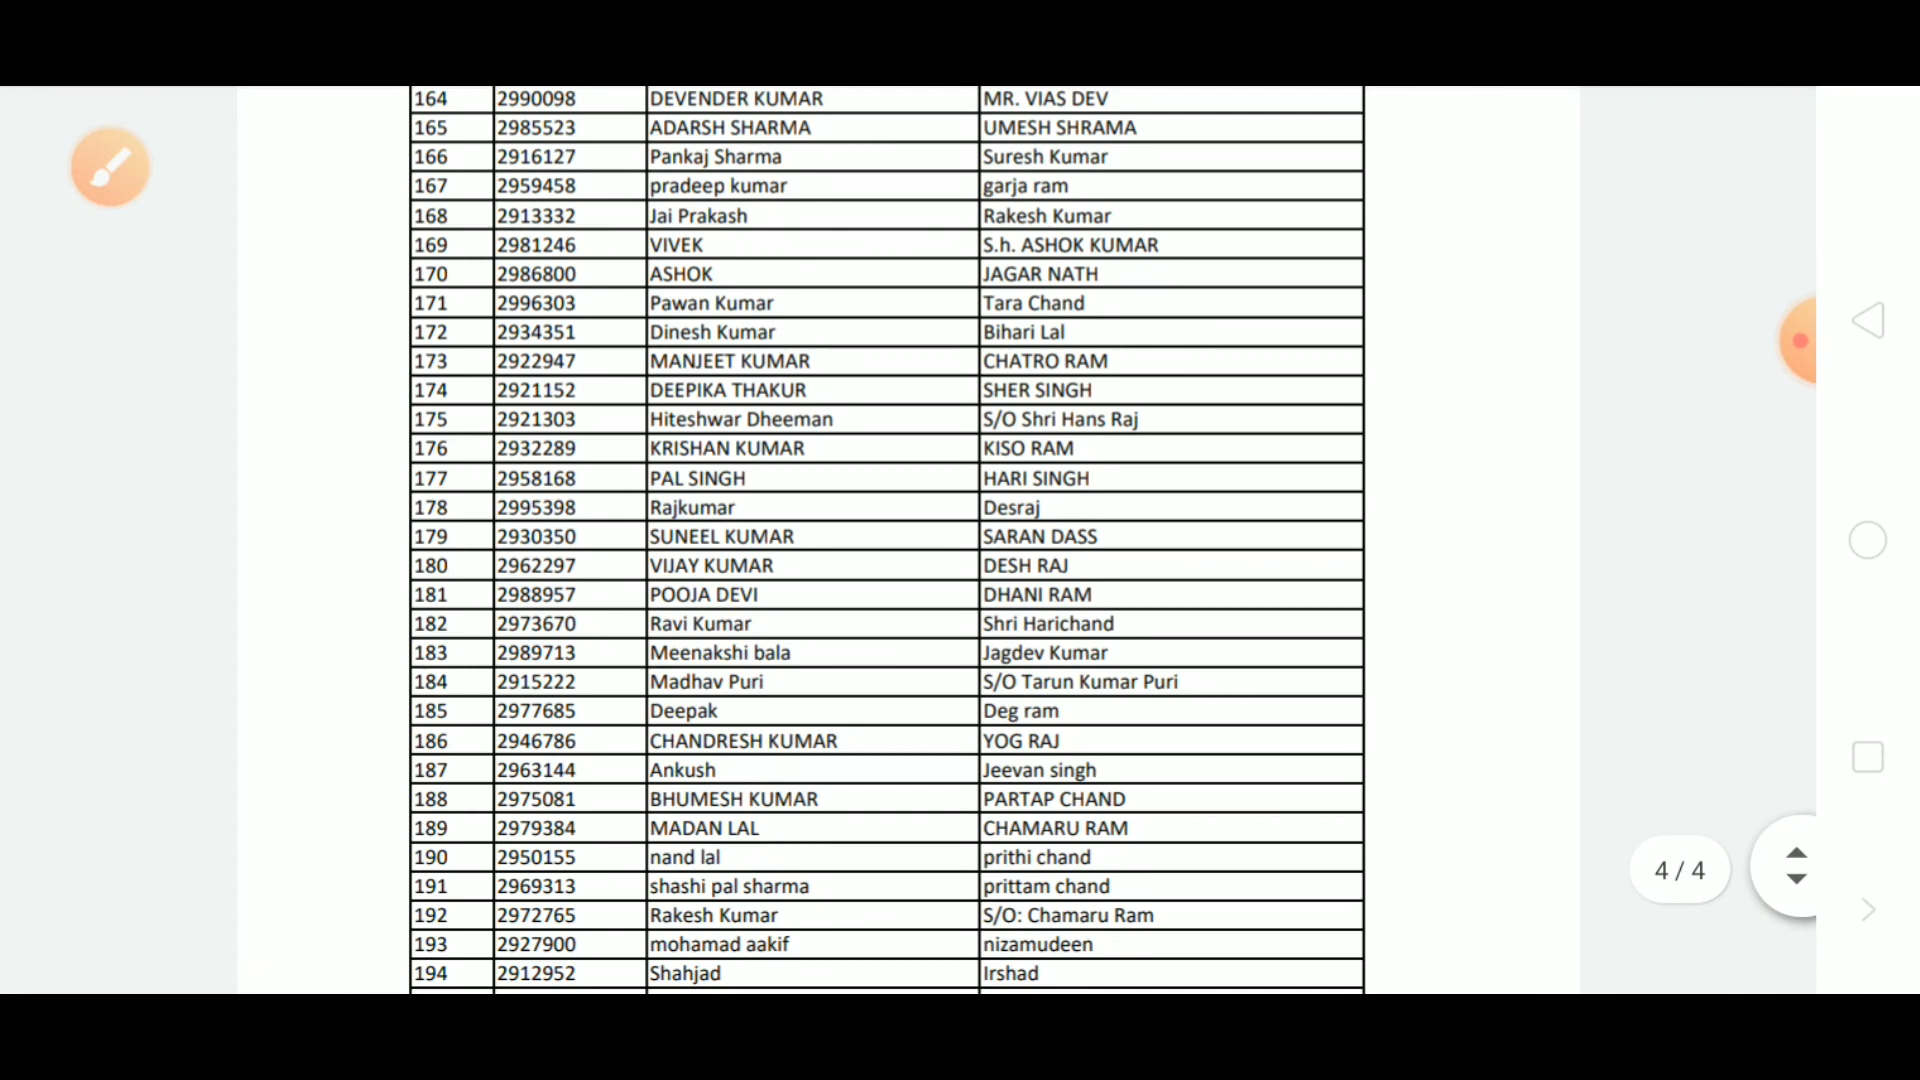 164 2990098 DEVENDER KUMAR MR. VIAS DEV
165 2985523 ADARSH SHARMA UMESH SHRAMA
166 2916127 Pankaj Sharma Suresh Kumar
167 2959458 pradeep kumar garja ram
168 2913332 Jai Prakash Rakesh Kumar
169 2981246 VIVEK S.h. ASHOK KUMAR
170 2986800 ASHOK JAGAR NATH
171 2996303 Pawan Kumar Tara Chand
172 2934351 Dinesh Kumar Bihari Lal
173 2922947 MANJEET KUMAR CHATRO RAM
174 2921152 DEEPIKA THAKUR SHER SINGH
175 2921303 Hiteshwar Dheeman S/O Shri Hans Raj
176 2932289 KRISHAN KUMAR KISO RAM
177 2958168 PAL SINGH HARI SINGH
178 2995398 Rajkumar Desraj
179 2930350 SUNEEL KUMAR SARAN DASS
180 2962297 VIJAY KUMAR DESH RAJ
181 2988957 POOJA DEVI DHANI RAM
182 2973670 Ravi Kumar Shri Harichand
183 2989713 Meenakshi bala Jagdev Kumar
184 2915222 Madhav Puri S/O Tarun Kumar Puri
185 2977685 Deepak Deg ram
186 2946786 CHANDRESH KUMAR YOG RAJ
187 2963144 Ankush Jeevan singh
188 2975081 BHUMESH KUMAR PARTAP CHAND
189 2979384 MADAN LAL CHAMARU RAM
190 2950155 nand lal prithi chand
191 2969313 shashi pal sharma prittam chand
192 2972765 Rakesh Kumar S/O: Chamaru Ram
193 2927900 mohamad aakif nizamudeen
194 2912952 Shahjad Irshad
4 / 4